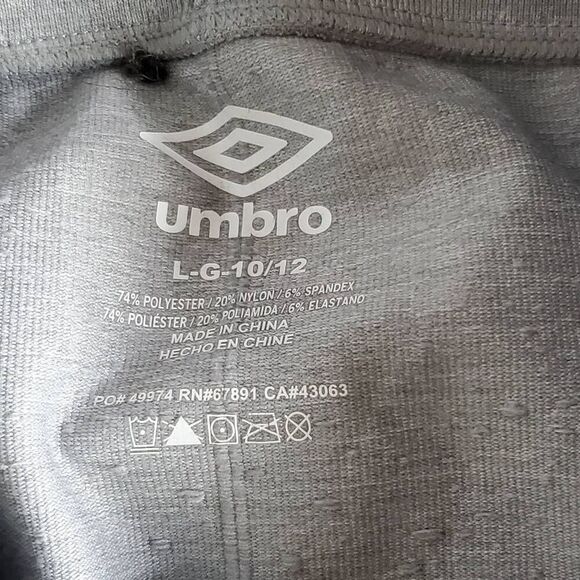 umbro
L-G-10/12
74% POLYESTER / 20% NYLON / 6% SPANDEX
74% POLIÉSTER / 20% POLIAMIDA / 6% ELASTANO
MADE IN CHINA
HECHO EN CHINE
PO# 49974 RN#67891 CA#43063